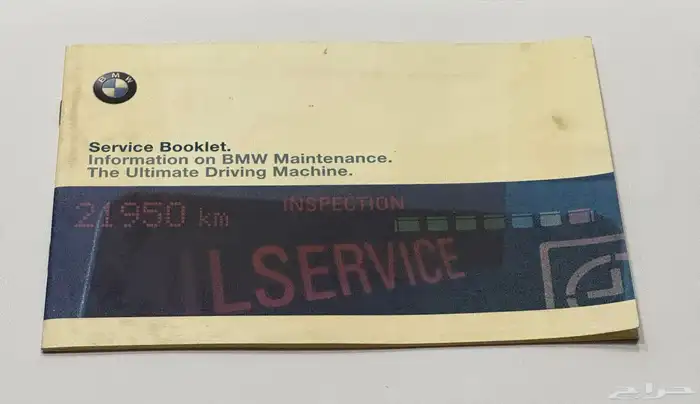 BMW
Service Booklet.
Information on BMW Maintenance.
The Ultimate Driving Machine.
21950 km
INSPECTION
LSERVICE
حراج